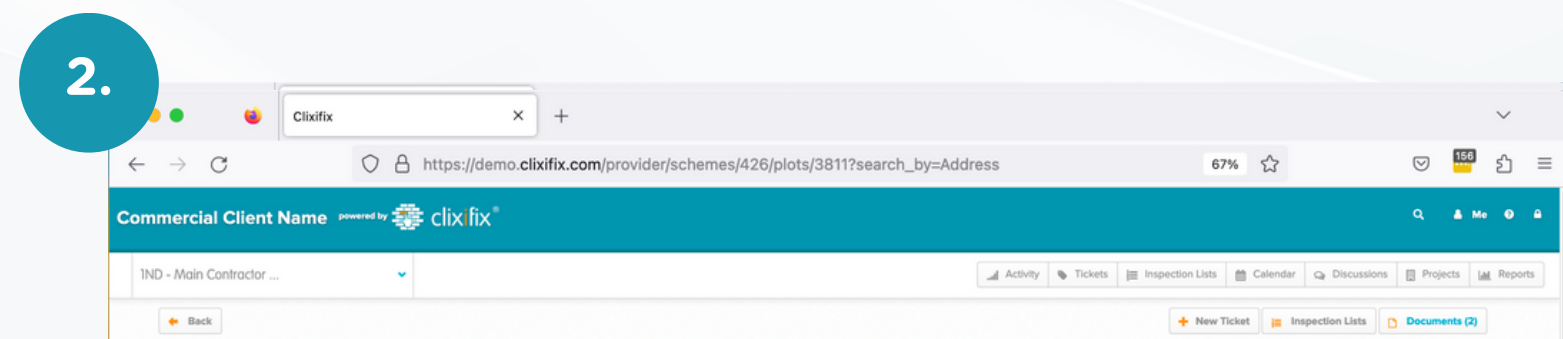 2.
Clixifix
https://demo.clixifix.com/provider/schemes/426/plots/3811?search_by=Address 67% 156
Commercial Client Name powered by clixifix® Me
1ND - Main Contractor ... Activity Tickets Inspection Lists Calendar Discussions Projects Reports
Back New Ticket Inspection Lists Documents (2)